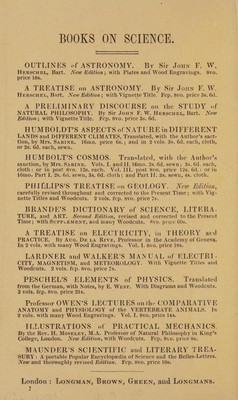 BOOKS ON SCIENCE.
OUTLINES of ASTRONOMY. By Sir JOHN F. W.
HERSCHEL, Bart. New Edition; with Plates and Wood Engravings. 8vo.
price 18s.
A TREATISE on ASTRONOMY. By Sir JOHN F. W.
HERSCHEL, Bart. New Edition; with Vignette Title. Fcp. 8vo. price 3s. 6d.
A PRELIMINARY DISCOURSE on the STUDY of
NATURAL PHILOSOPHY. By Sir JOHN F. W. HERSCHEL, Bart. New
Edition; with Vignette Title. Fcp. 8vo. price 3s. 6d.
HUMBOLDT'S ASPECTS of NATURE in DIFFERENT
LANDS and DIFFERENT CLIMATES. Translated, with the Author's sanc-
tion, by Mrs. SABINE. 16mo. price 6s.; and in 2 vols. 3s. 6d. each, cloth,
or 2s. 6d. each, sewed.
HUMBOLDT'S COSMOS. Translated, with the Author's
sanction, by MRS. SABINE. Vols. I. and II. 16mo. 2s. 6d. sewn; 3s. 6d. each,
cloth: or in post 8vo. 12s. each. Vol. III. post 8vo. price 12s. 6d.; or in
16mo. Part I. 2s. 6d. sewn, 3s. 6d. cloth; and Part II. 3s. sewn, 4s. cloth.
PHILLIPS'S TREATISE on GEOLOGY. New Edition,
carefully revised throughout and corrected to the Present Time; with Vig-
nette Titles and Woodcuts. 2 vols. fcp. 8vo. price 7s.
BRANDE'S DICTIONARY of SCIENCE, LITERA-
TURE, and ART. Second Edition, revised and corrected to the Present
Time; with SUPPLEMENT, and many Woodcuts. 8vo. price 60s.
A TREATISE on ELECTRICITY, in THEORY and
PRACTICE. By AUG. DE LA RIVE, Professor in the Academy of Geneva.
In 2 vols. with many Wood Engravings. Vol. I. 8vo. price 18s.
LARDNER and WALKER'S MANUAL of ELECTRI-
CITY, MAGNETISM, and METEOROLOGY. With Vignette Titles and
Woodcuts. 2 vols. fcp. 8vo. price 7s.
PESCHEL'S ELEMENTS of PHYSICS. Translated
from the German, with Notes, by E. WEST. With Diagrams and Woodcuts.
3 vols. fcp. 8vo. price 21s.
Professor OWEN'S LECTURES on the COMPARATIVE
ANATOMY and PHYSIOLOGY of the VERTEBRATE ANIMALS. In
2 vols. with many Wood Engravings. Vol. I. 8vo. price 14s.
ILLUSTRATIONS of PRACTICAL MECHANICS.
By the Rev. H. MOSELEY, M.A. Professor of Natural Philosophy in King's
College, London. New Edition, with Woodcuts. Fcp. 8vo. price 8s.
MAUNDER'S SCIENTIFIC and LITERARY TREA-
SURY: A portable Popular Encyclopædia of Science and the Belles-Lettres.
New and thoroughly revised Edition. Fcp. 8vo. price 10s.
London: LONGMAN, BROWN, GREEN, and LONGMANS.
2